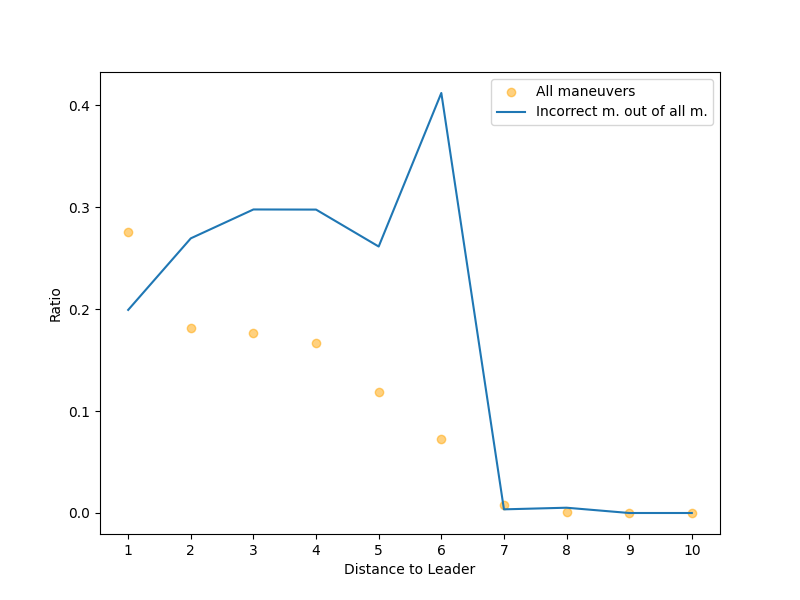 All maneuvers
Incorrect m. out of all m.
0.4
0.3
0.2
0.1
0.0
Ratio
1 2 3 4 5 6 7 8 9 10
Distance to Leader